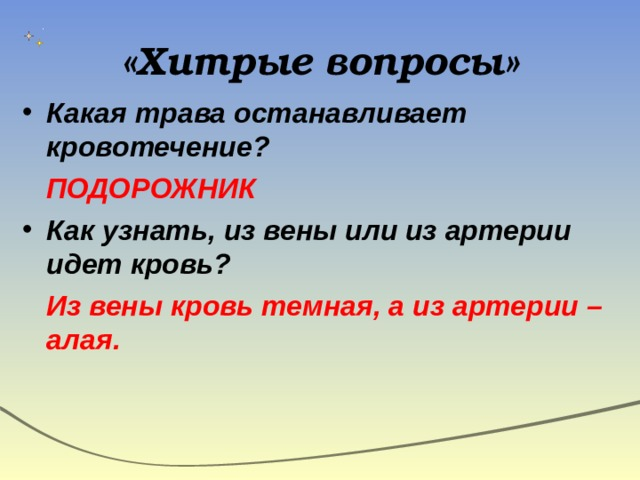 «Хитрые вопросы»
• Какая трава останавливает
кровотечение?
ПОДОРОЖНИК
• Как узнать, из вены или из артерии
идет кровь?
Из вены кровь темная, а из артерии –
алая.